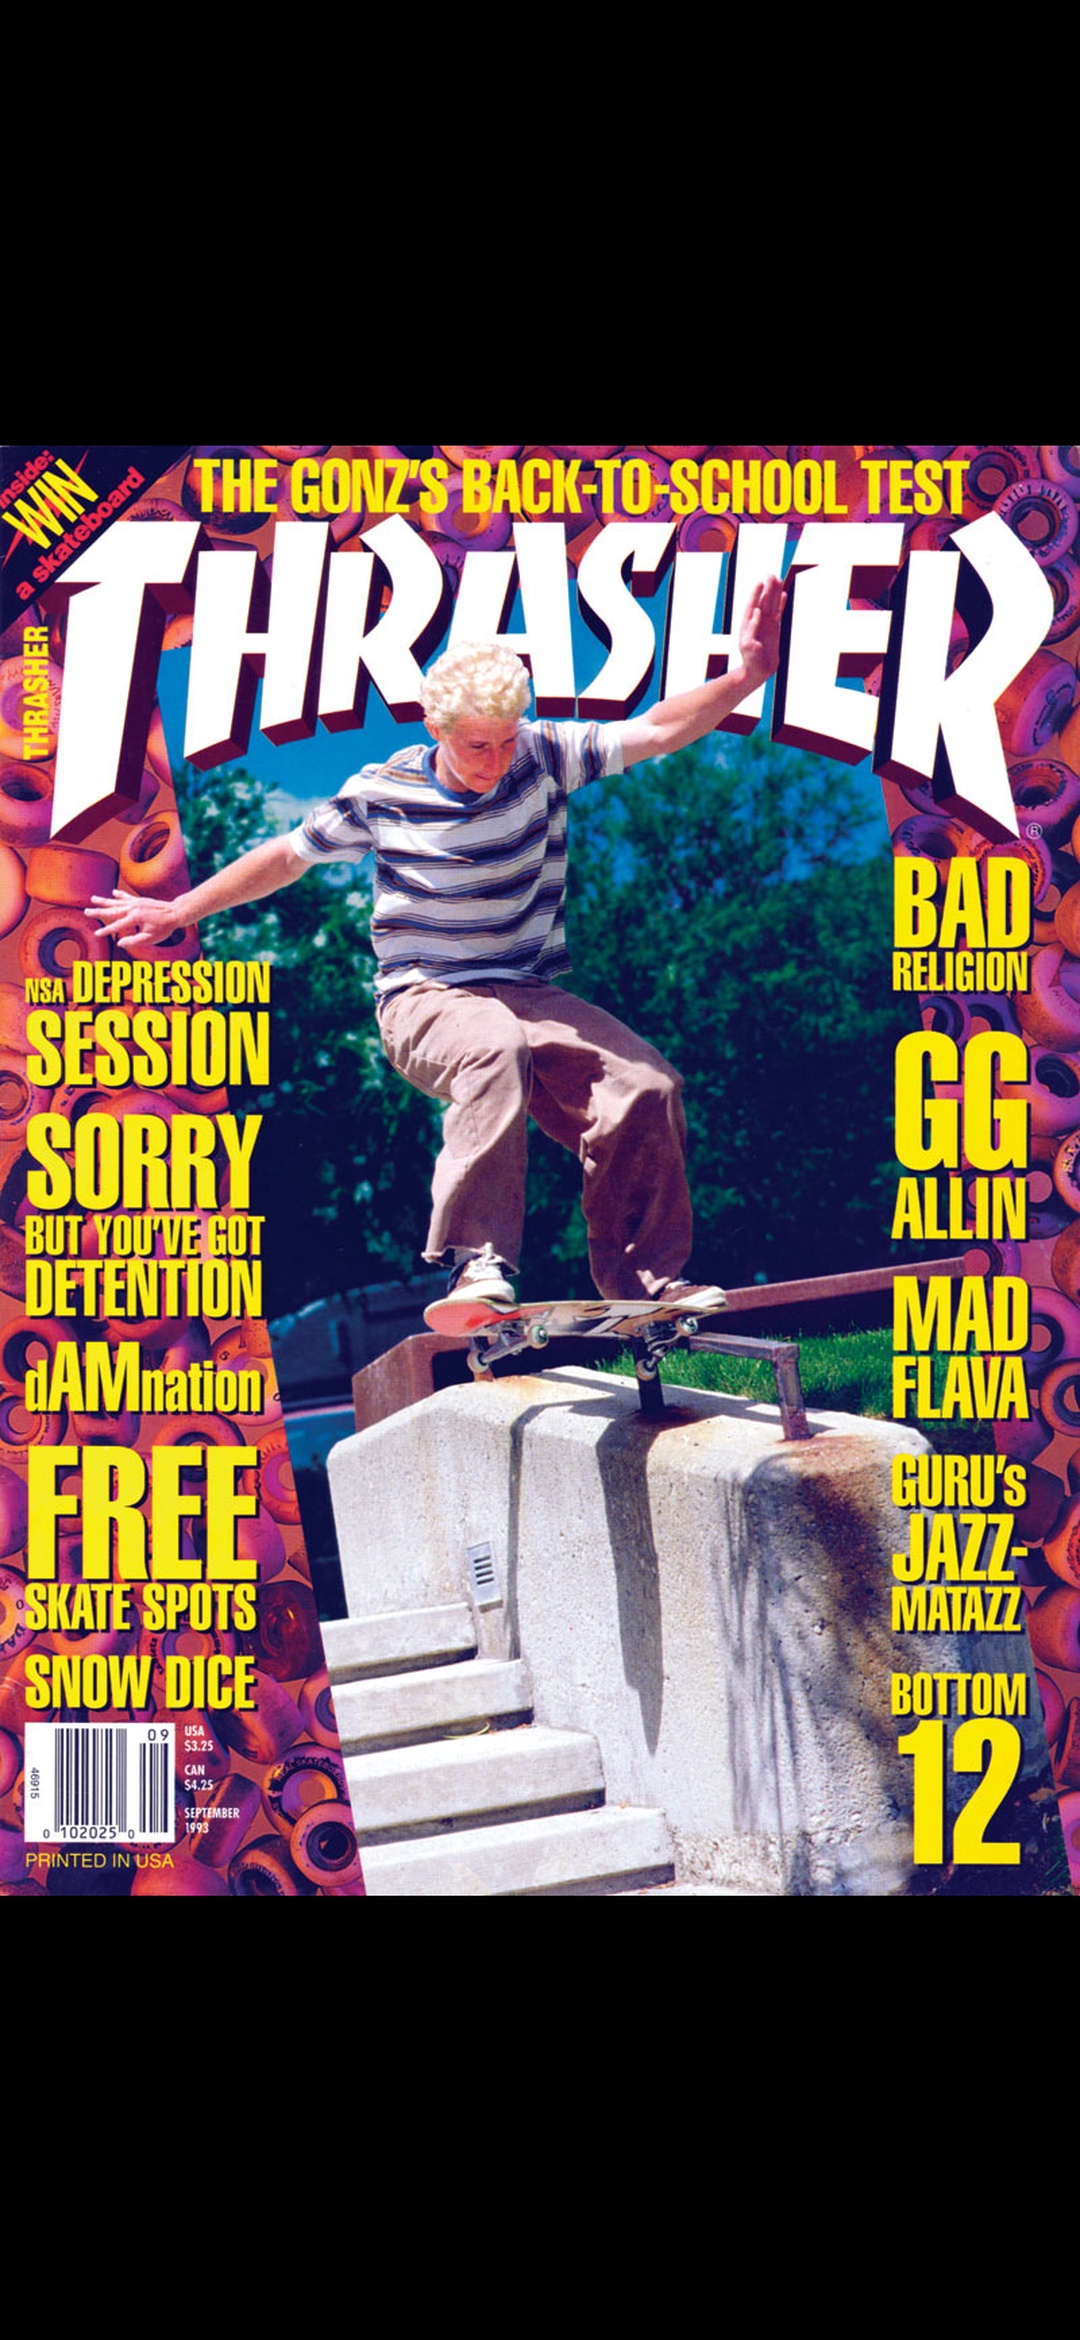 inside:
WIN
a skateboard
THE GONZ'S BACK-TO-SCHOOL TEST
THRASHER
®
THRASHER
NSA DEPRESSION
SESSION
SORRY
BUT YOU'VE GOT
DETENTION
dAMnation
FREE
SKATE SPOTS
SNOW DICE
BAD
RELIGION
GG
ALLIN
MAD
FLAVA
GURU's
JAZZ-
MATAZZ
BOTTOM
12
09
46915
0 102025 0
USA
$3.25
CAN
$4.25
SEPTEMBER
1993
PRINTED IN USA